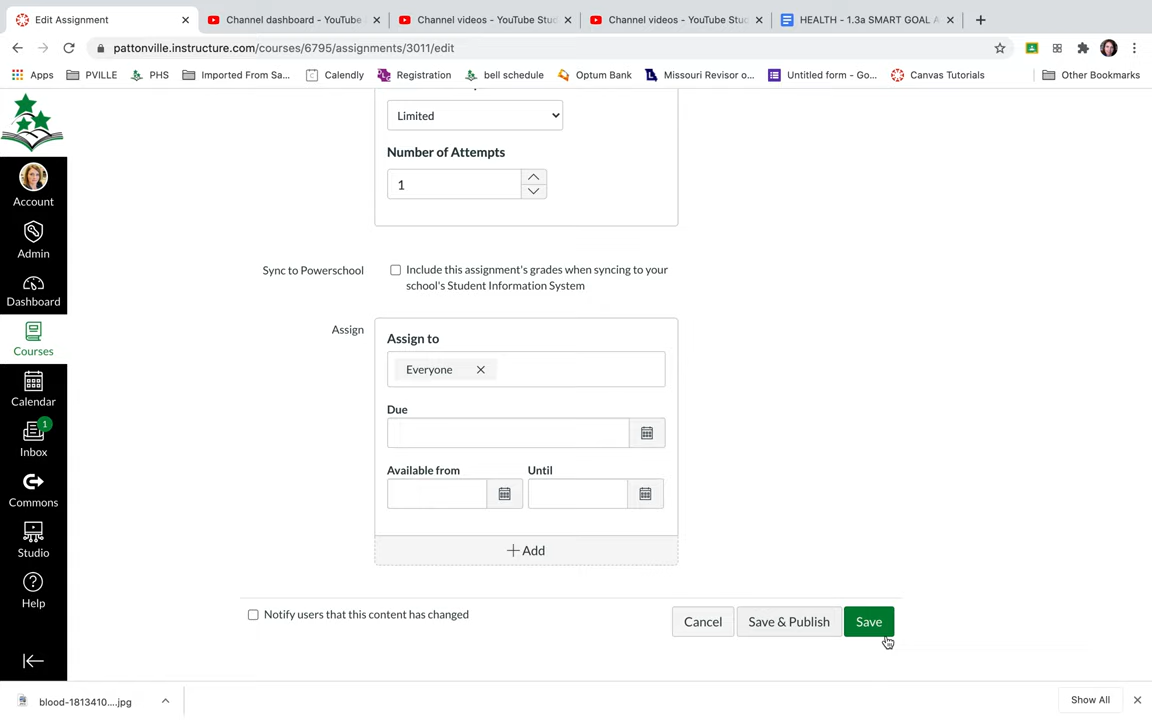 Edit Assignment
Channel dashboard - YouTube
Channel videos - YouTube Stu
Channel videos - YouTube Stu
HEALTH - 1.3a SMART GOAL A
pattonville.instructure.com/courses/6795/assignments/3011/edit
Apps PVILLE PHS Imported From Sa... Calendly Registration bell schedule Optum Bank Missouri Revisor o... Untitled form - Go... Canvas Tutorials Other Bookmarks
Limited
Number of Attempts
1
Account
Admin
Dashboard
Courses
Calendar
1
Inbox
Commons
Studio
Help
Sync to Powerschool
Include this assignment's grades when syncing to your
school's Student Information System
Assign
Assign to
Everyone
Due
Available from Until
+ Add
Notify users that this content has changed
Cancel Save & Publish Save
blood-1813410....jpg
Show All